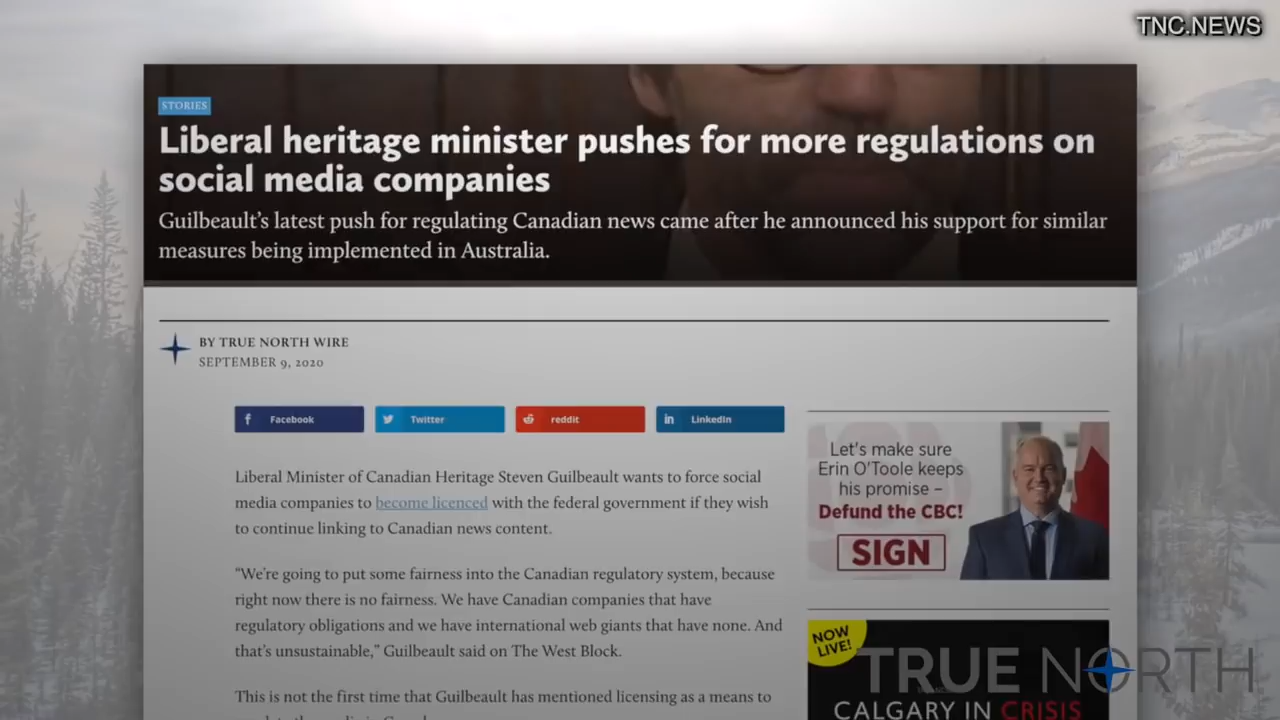 TNC.NEWS
STORIES
Liberal heritage minister pushes for more regulations on
social media companies
Guilbeault's latest push for regulating Canadian news came after he announced his support for similar
measures being implemented in Australia.
BY TRUE NORTH WIRE
SEPTEMBER 9, 2020
Facebook
Twitter
reddit
LinkedIn
Liberal Minister of Canadian Heritage Steven Guilbeault wants to force social
media companies to become licenced with the federal government if they wish
to continue linking to Canadian news content.
“We're going to put some fairness into the Canadian regulatory system, because
right now there is no fairness. We have Canadian companies that have
regulatory obligations and we have international web giants that have none. And
that's unsustainable,” Guilbeault said on The West Block.
This is not the first time that Guilbeault has mentioned licensing as a means to
Let's make sure
Erin O'Toole keeps
his promise –
Defund the CBC!
SIGN
NOW
LIVE!
TRUE NORTH
CALGARY IN CRISIS